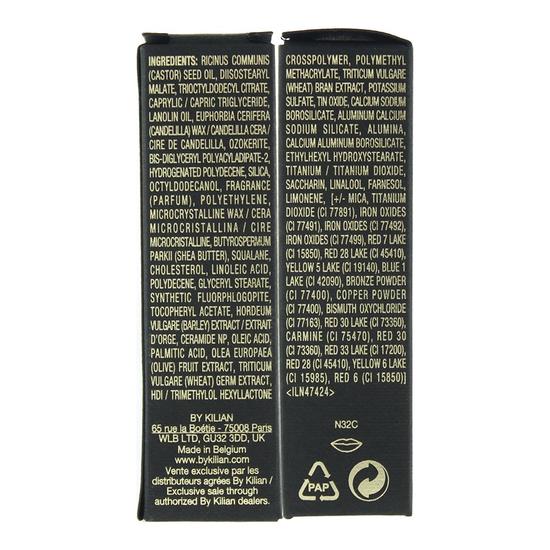 INGREDIENTS: RICINUS COMMUNIS
(CASTOR) SEED OIL, DIISOSTEARYL
MALATE, TRIOCTYLDODECYL CITRATE,
CAPRYLIC / CAPRIC TRIGLYCERIDE,
LANOLIN OIL, EUPHORBIA CERIFERA
(CANDELILLA) WAX / CANDELILLA CERA /
CIRE DE CANDELILLA, OZOKERITE,
BIS-DIGLYCERYL POLYACYLADIPATE-2,
HYDROGENATED POLYDECENE, SILICA,
OCTYLDODECANOL, FRAGRANCE
(PARFUM), POLYETHYLENE,
MICROCRYSTALLINE WAX / CERA
MICROCRISTALLINA / CIRE
MICROCRISTALLINE, BUTYROSPERMUM
PARKII (SHEA BUTTER), SQUALANE,
CHOLESTEROL, LINOLEIC ACID,
POLYDECENE, GLYCERYL STEARATE,
SYNTHETIC FLUORPHLOGOPITE,
TOCOPHERYL ACETATE, HORDEUM
VULGARE (BARLEY) EXTRACT / EXTRAIT
D'ORGE, CERAMIDE NP, OLEIC ACID,
PALMITIC ACID, OLEA EUROPAEA
(OLIVE) FRUIT EXTRACT, TRITICUM
VULGARE (WHEAT) GERM EXTRACT,
HDI / TRIMETHYLOL HEXYLLACTONE
BY KILIAN
65 rue la Boétie - 75008 Paris
WLB LTD, GU32 3DD, UK
Made in Belgium
www.bykilian.com
Vente exclusive par les
distributeurs agréées By Kilian /
Exclusive sale through
authorized By Kilian dealers.
CROSSPOLYMER, POLYMETHYL
METHACRYLATE, TRITICUM VULGARE
(WHEAT) BRAN EXTRACT, POTASSIUM
SULFATE, TIN OXIDE, CALCIUM SODIUM
BOROSILICATE, ALUMINUM CALCIUM
SODIUM SILICATE, ALUMINA,
CALCIUM ALUMINUM BOROSILICATE,
ETHYLHEXYL HYDROXYSTEARATE,
TITANIUM / TITANIUM DIOXIDE,
SACCHARIN, LINALOOL, FARNESOL,
LIMONENE, [+/- MICA, TITANIUM
DIOXIDE (CI 77891), IRON OXIDES
(CI 77491), IRON OXIDES (CI 77492),
IRON OXIDES (CI 77499), RED 7 LAKE
(CI 15850), RED 28 LAKE (CI 45410),
YELLOW 5 LAKE (CI 19140), BLUE 1
LAKE (CI 42090), BRONZE POWDER
(CI 77400), COPPER POWDER
(CI 77400), BISMUTH OXYCHLORIDE
(CI 77163), RED 30 LAKE (CI 73360),
CARMINE (CI 75470), RED 30
(CI 73360), RED 33 LAKE (CI 17200),
RED 28 (CI 45410), YELLOW 6 LAKE
(CI 15985), RED 6 (CI 15850)]
<ILN47424>
N32C
PAP